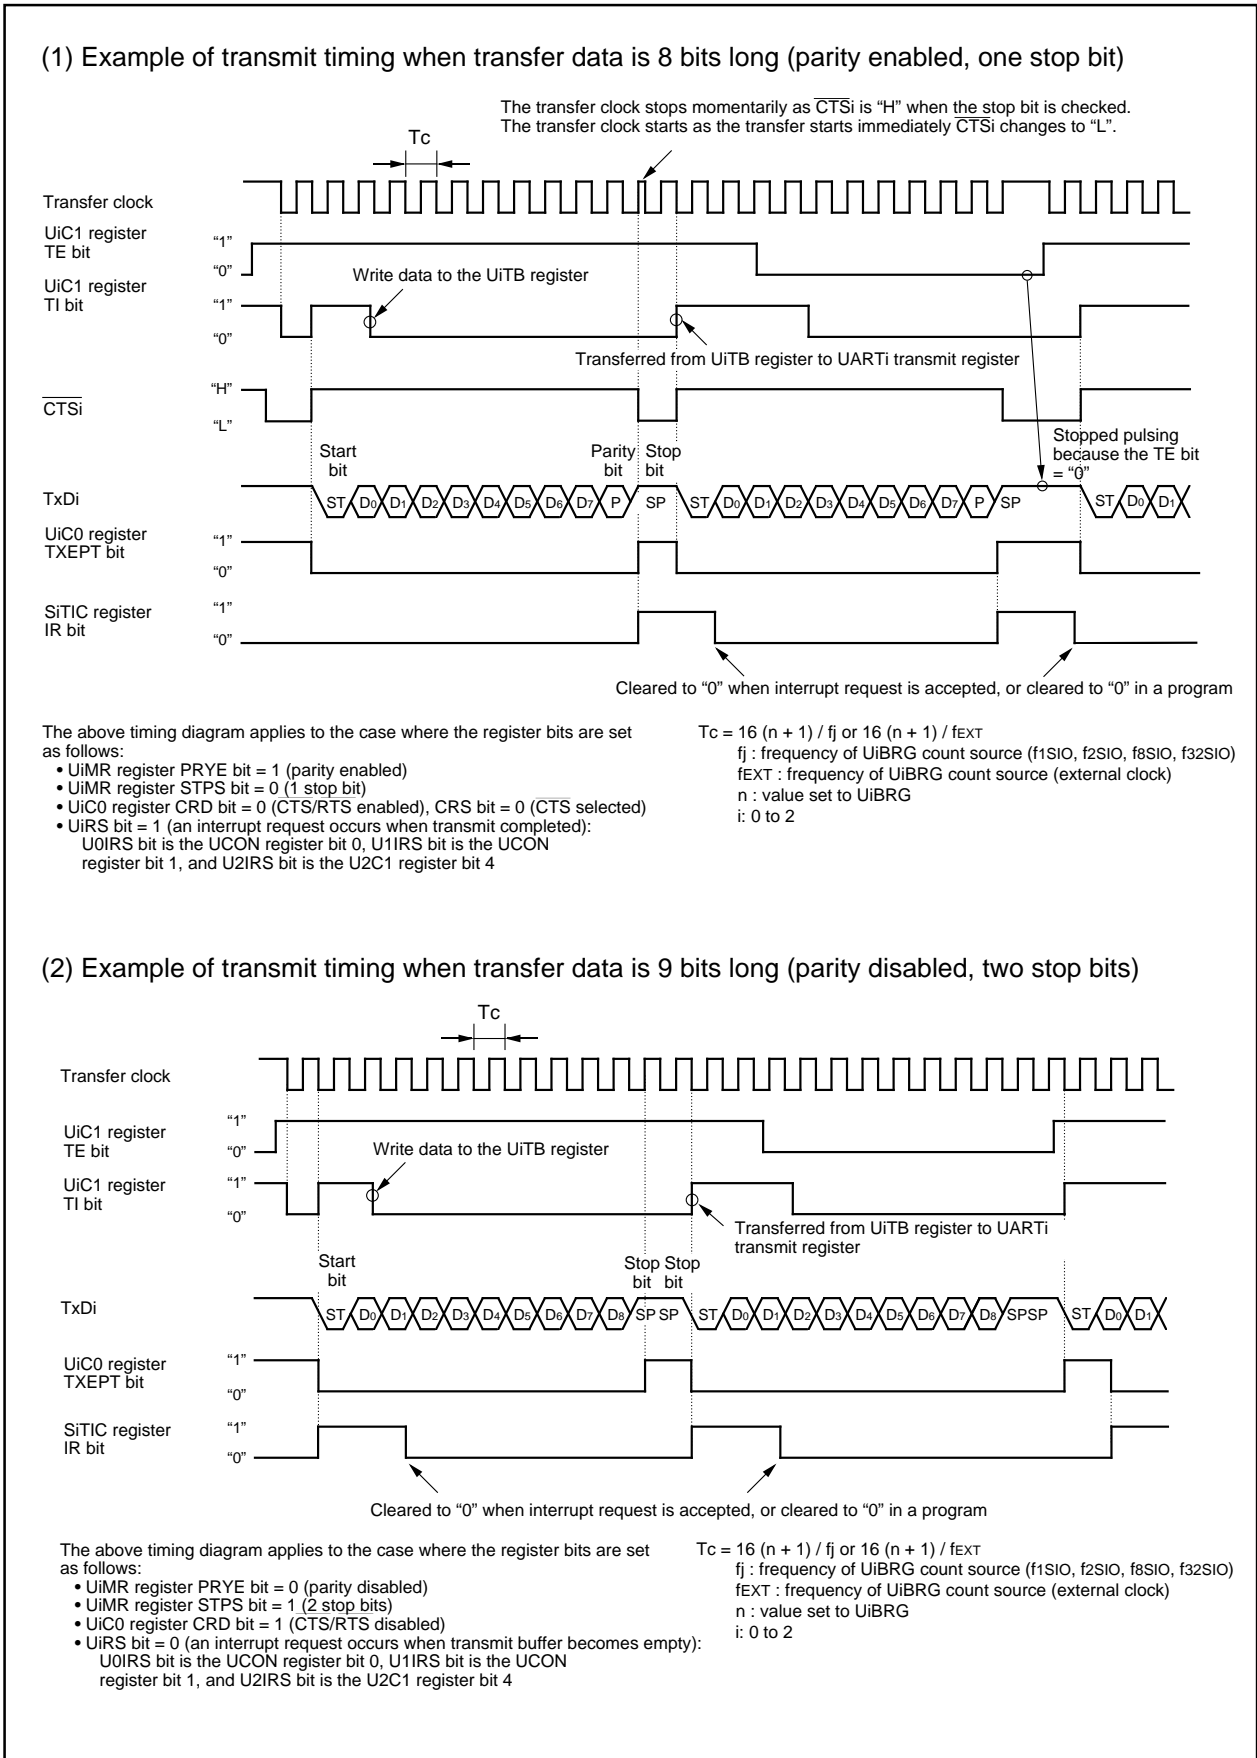 (1) Example of transmit timing when transfer data is 8 bits long (parity enabled, one stop bit)
The transfer clock stops momentarily as CTSi is “H” when the stop bit is checked.
The transfer clock starts as the transfer starts immediately CTSi changes to “L”.
Tc
Transfer clock
UiC1 register
TE bit
“1”
“0”
Write data to the UiTB register
UiC1 register
TI bit
“1”
“0”
Transferred from UiTB register to UARTi transmit register
CTSi
“H”
“L”
Start
bit
Parity
bit
Stop
bit
Stopped pulsing
because the TE bit
= “0”
TxDi
ST D0 D1 D2 D3 D4 D5 D6 D7 P SP ST D0 D1 D2 D3 D4 D5 D6 D7 P SP ST D0 D1
UiC0 register
TXEPT bit
“1”
“0”
SiTIC register
IR bit
“1”
“0”
Cleared to “0” when interrupt request is accepted, or cleared to “0” in a program
The above timing diagram applies to the case where the register bits are set
as follows:
• UiMR register PRYE bit = 1 (parity enabled)
• UiMR register STPS bit = 0 (1 stop bit)
• UiC0 register CRD bit = 0 (CTS/RTS enabled), CRS bit = 0 (CTS selected)
• UiRS bit = 1 (an interrupt request occurs when transmit completed):
U0IRS bit is the UCON register bit 0, U1IRS bit is the UCON
register bit 1, and U2IRS bit is the U2C1 register bit 4
Tc = 16 (n + 1) / fj or 16 (n + 1) / fEXT
fj : frequency of UiBRG count source (f1SIO, f2SIO, f8SIO, f32SIO)
fEXT : frequency of UiBRG count source (external clock)
n : value set to UiBRG
i: 0 to 2
(2) Example of transmit timing when transfer data is 9 bits long (parity disabled, two stop bits)
Tc
Transfer clock
UiC1 register
TE bit
“1”
“0”
Write data to the UiTB register
UiC1 register
TI bit
“1”
“0”
Transferred from UiTB register to UARTi
transmit register
Start
bit
Stop
bit
Stop
bit
TxDi
ST D0 D1 D2 D3 D4 D5 D6 D7 D8 SP SP ST D0 D1 D2 D3 D4 D5 D6 D7 D8 SPSP ST D0 D1
UiC0 register
TXEPT bit
“1”
“0”
SiTIC register
IR bit
“1”
“0”
Cleared to “0” when interrupt request is accepted, or cleared to “0” in a program
The above timing diagram applies to the case where the register bits are set
as follows:
• UiMR register PRYE bit = 0 (parity disabled)
• UiMR register STPS bit = 1 (2 stop bits)
• UiC0 register CRD bit = 1 (CTS/RTS disabled)
• UiRS bit = 0 (an interrupt request occurs when transmit buffer becomes empty):
U0IRS bit is the UCON register bit 0, U1IRS bit is the UCON
register bit 1, and U2IRS bit is the U2C1 register bit 4
Tc = 16 (n + 1) / fj or 16 (n + 1) / fEXT
fj : frequency of UiBRG count source (f1SIO, f2SIO, f8SIO, f32SIO)
fEXT : frequency of UiBRG count source (external clock)
n : value set to UiBRG
i: 0 to 2